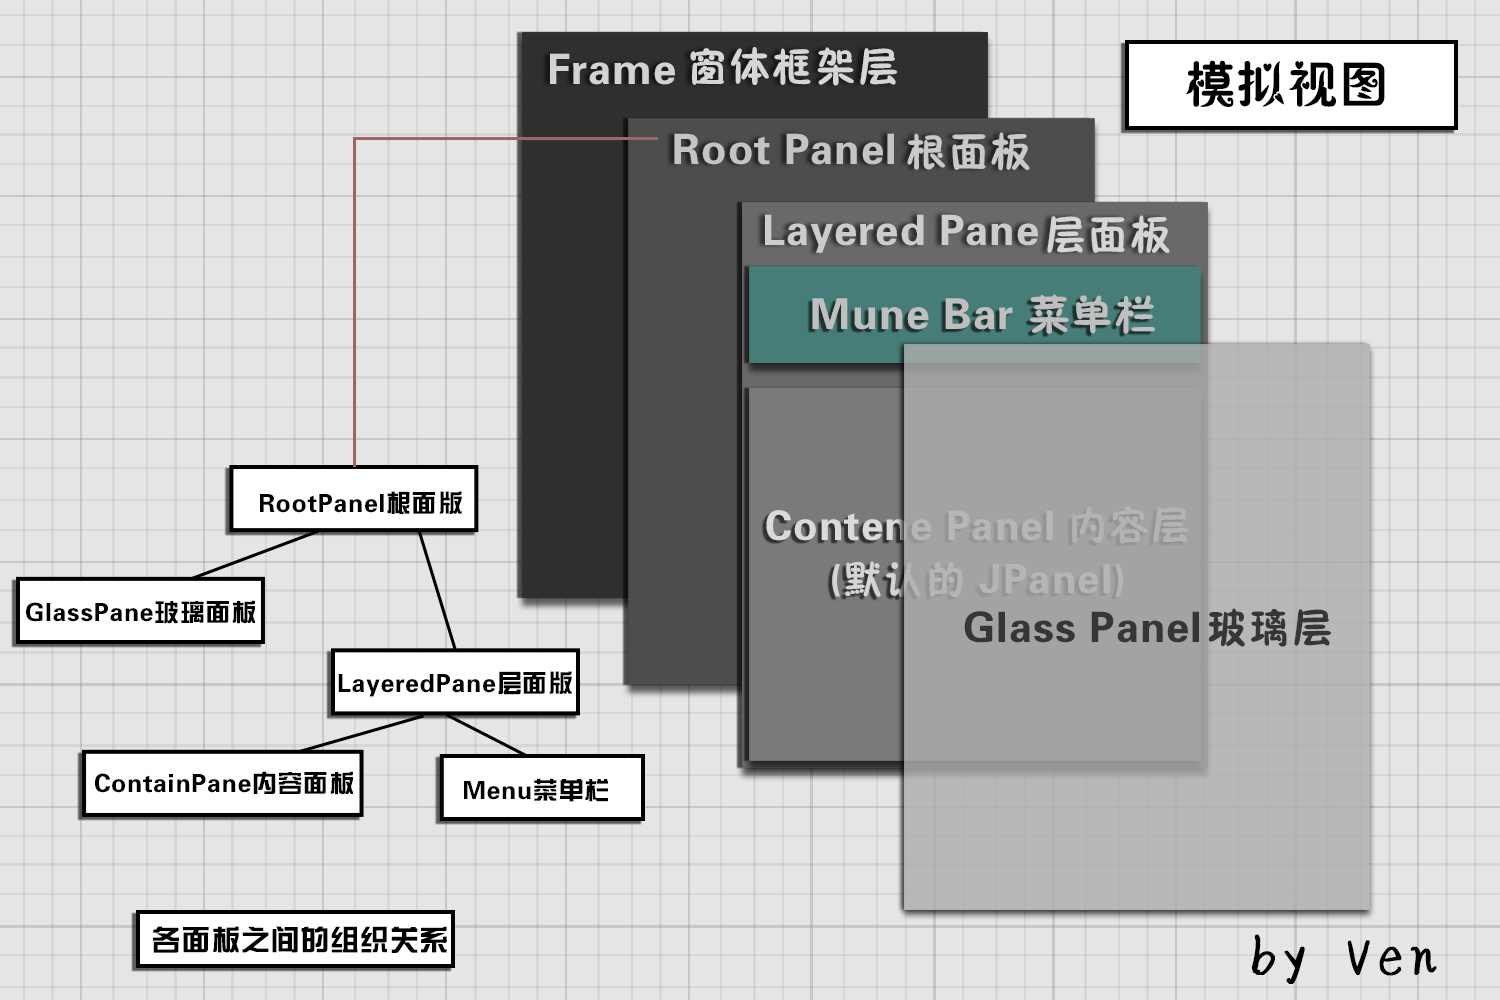 Frame 窗体框架层
模拟视图
Root Panel 根面板
Layered Pane 层面板
Mune Bar 菜单栏
Contene Panel 内容层
(默认的 JPanel)
Glass Panel 玻璃层
RootPanel根面版
GlassPane玻璃面板
LayeredPane层面版
ContainPane内容面板
Menu菜单栏
各面板之间的组织关系
by Ven